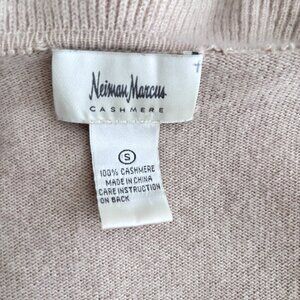 Neiman Marcus
CASHMERE
S
100% CASHMERE
MADE IN CHINA
CARE INSTRUCTION
ON BACK